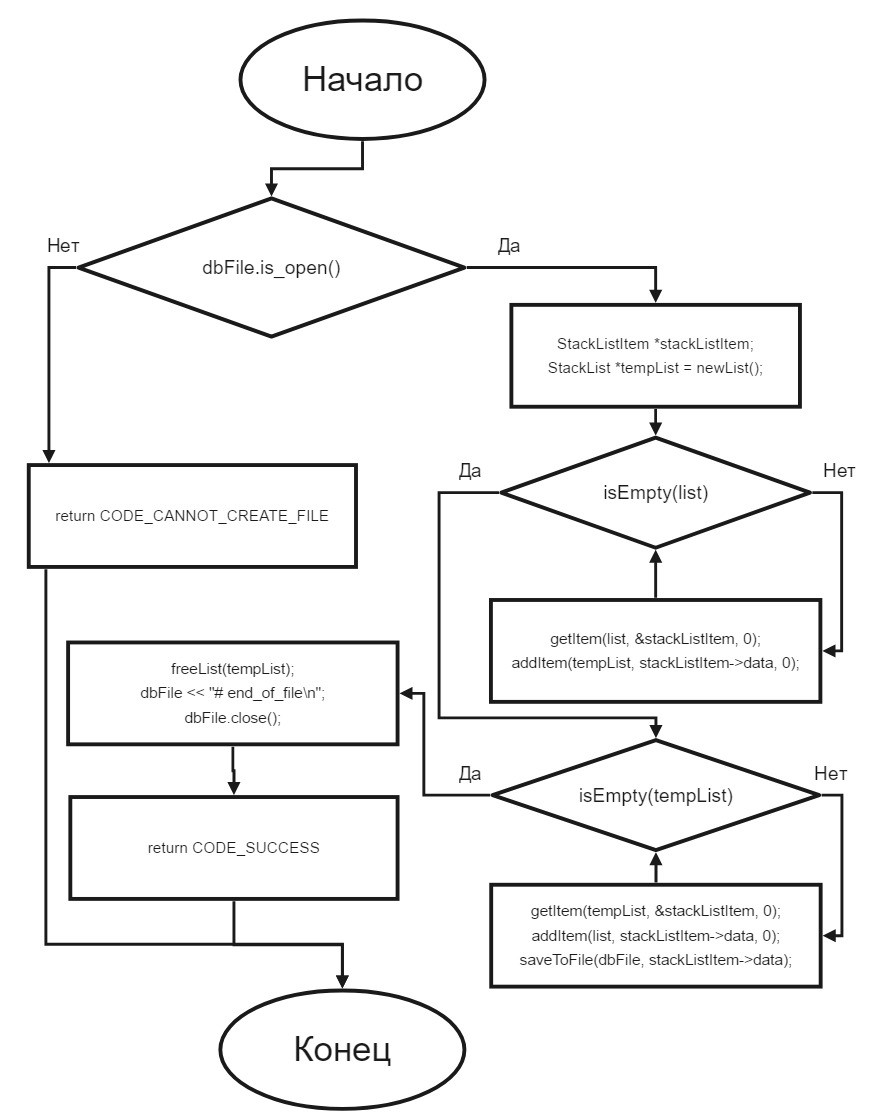 Начало
Нет
Да
dbFile.is_open()
StackListItem *stackListItem;
StackList *tempList = newList();
Да
Нет
isEmpty(list)
return CODE_CANNOT_CREATE_FILE
getItem(list, &stackListItem, 0);
addItem(tempList, stackListItem->data, 0);
freeList(tempList);
dbFile << "# end_of_file\n";
dbFile.close();
Да
Нет
isEmpty(tempList)
return CODE_SUCCESS
getItem(tempList, &stackListItem, 0);
addItem(list, stackListItem->data, 0);
saveToFile(dbFile, stackListItem->data);
Конец